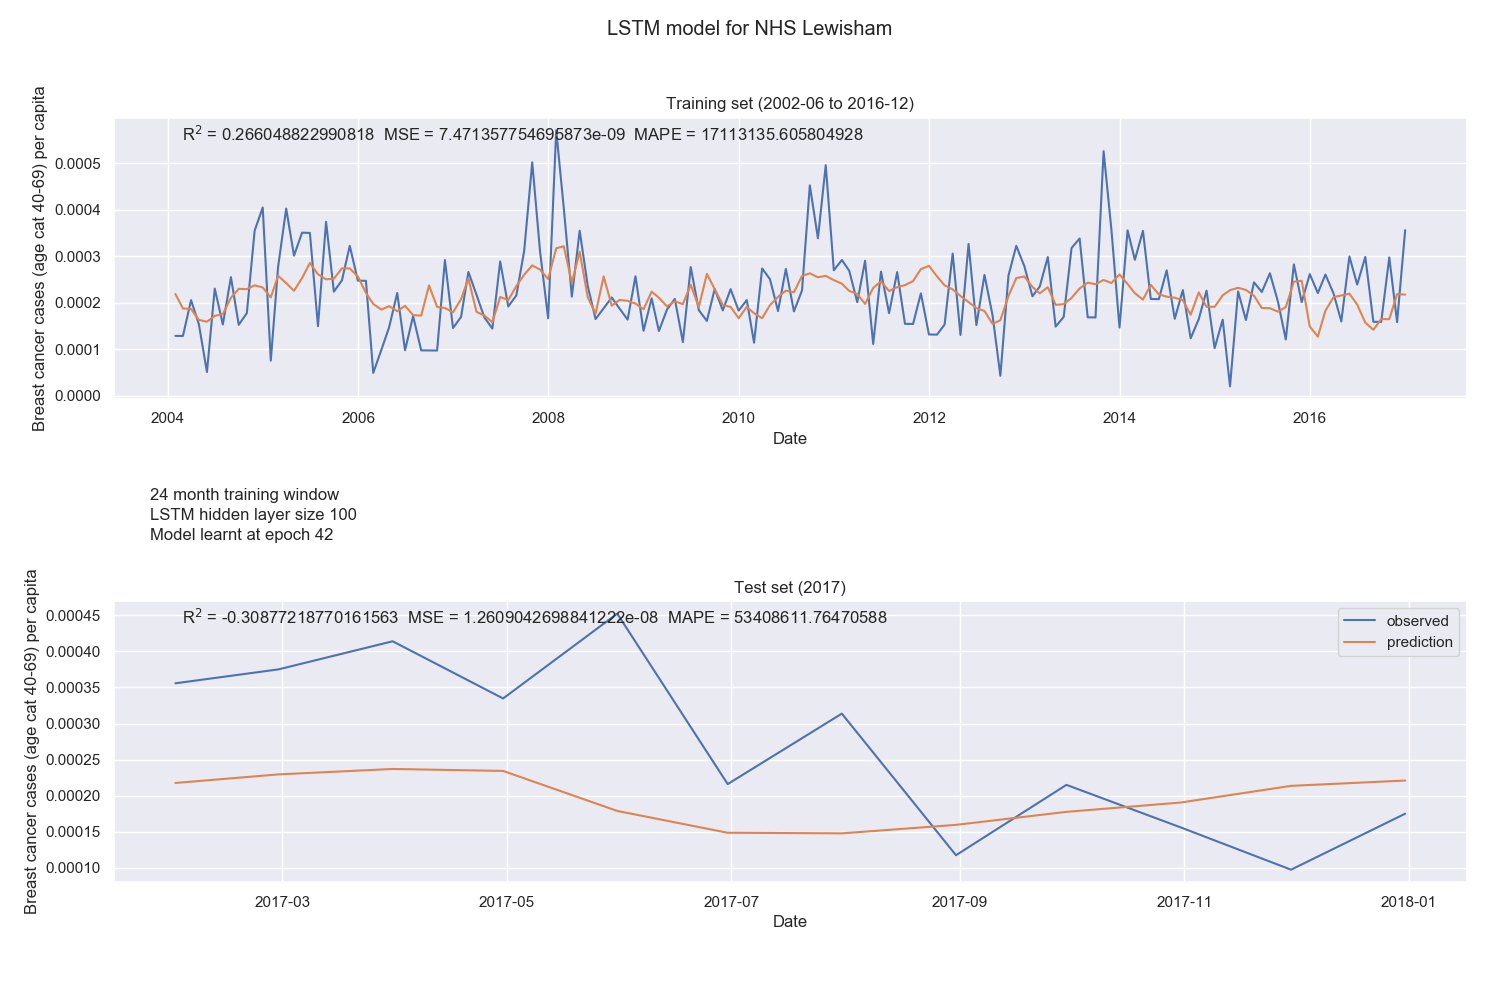 LSTM model for NHS Lewisham
Training set (2002-06 to 2016-12)
R² = 0.266048822990818  MSE = 7.471357754695873e-09  MAPE = 17113135.605804928
Breast cancer cases (age cat 40-69) per capita
0.0005
0.0004
0.0003
0.0002
0.0001
0.0000
2004 2006 2008 2010 2012 2014 2016
Date
24 month training window
LSTM hidden layer size 100
Model learnt at epoch 42
Test set (2017)
R² = -0.30877218770161563  MSE = 1.2609042698841222e-08  MAPE = 53408611.76470588
observed
prediction
Breast cancer cases (age cat 40-69) per capita
0.00045
0.00040
0.00035
0.00030
0.00025
0.00020
0.00015
0.00010
2017-03 2017-05 2017-07 2017-09 2017-11 2018-01
Date